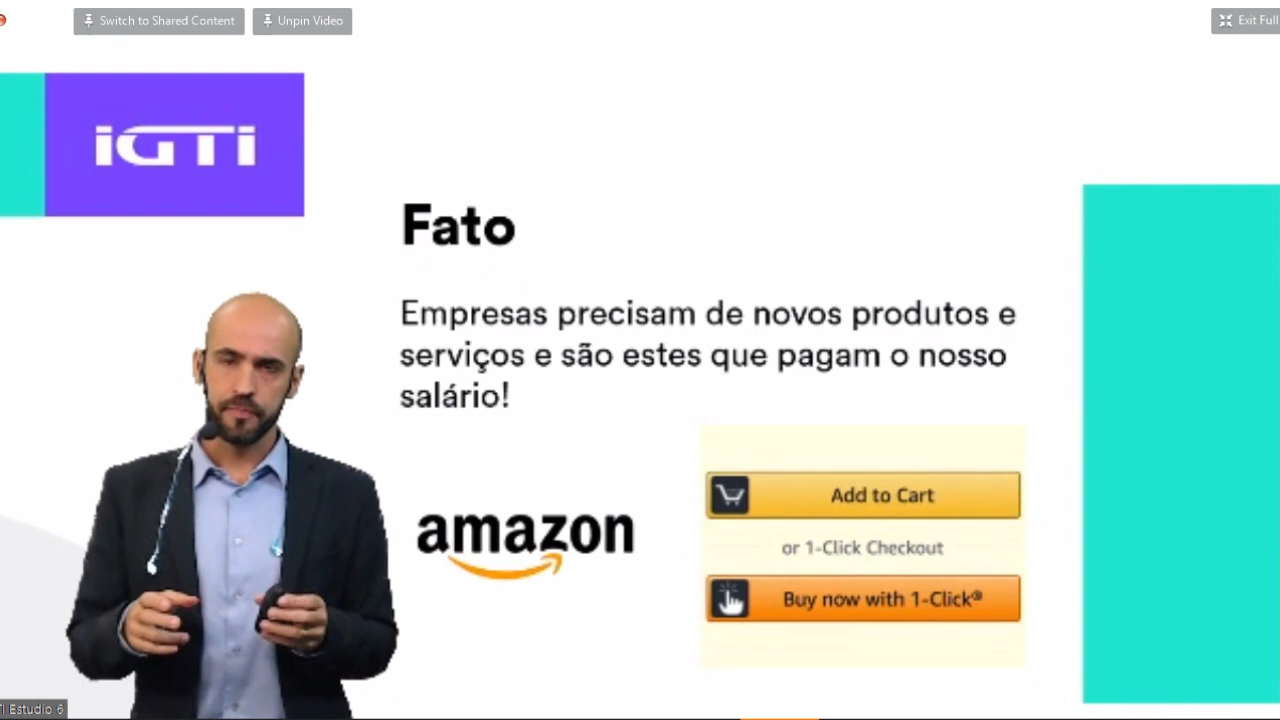 Switch to Shared Content
Unpin Video
Exit Full
iGTi
Fato
Empresas precisam de novos produtos e
serviços e são estes que pagam o nosso
salário!
amazon
Add to Cart
or 1-Click Checkout
Buy now with 1-Click®
TI Estudio 6